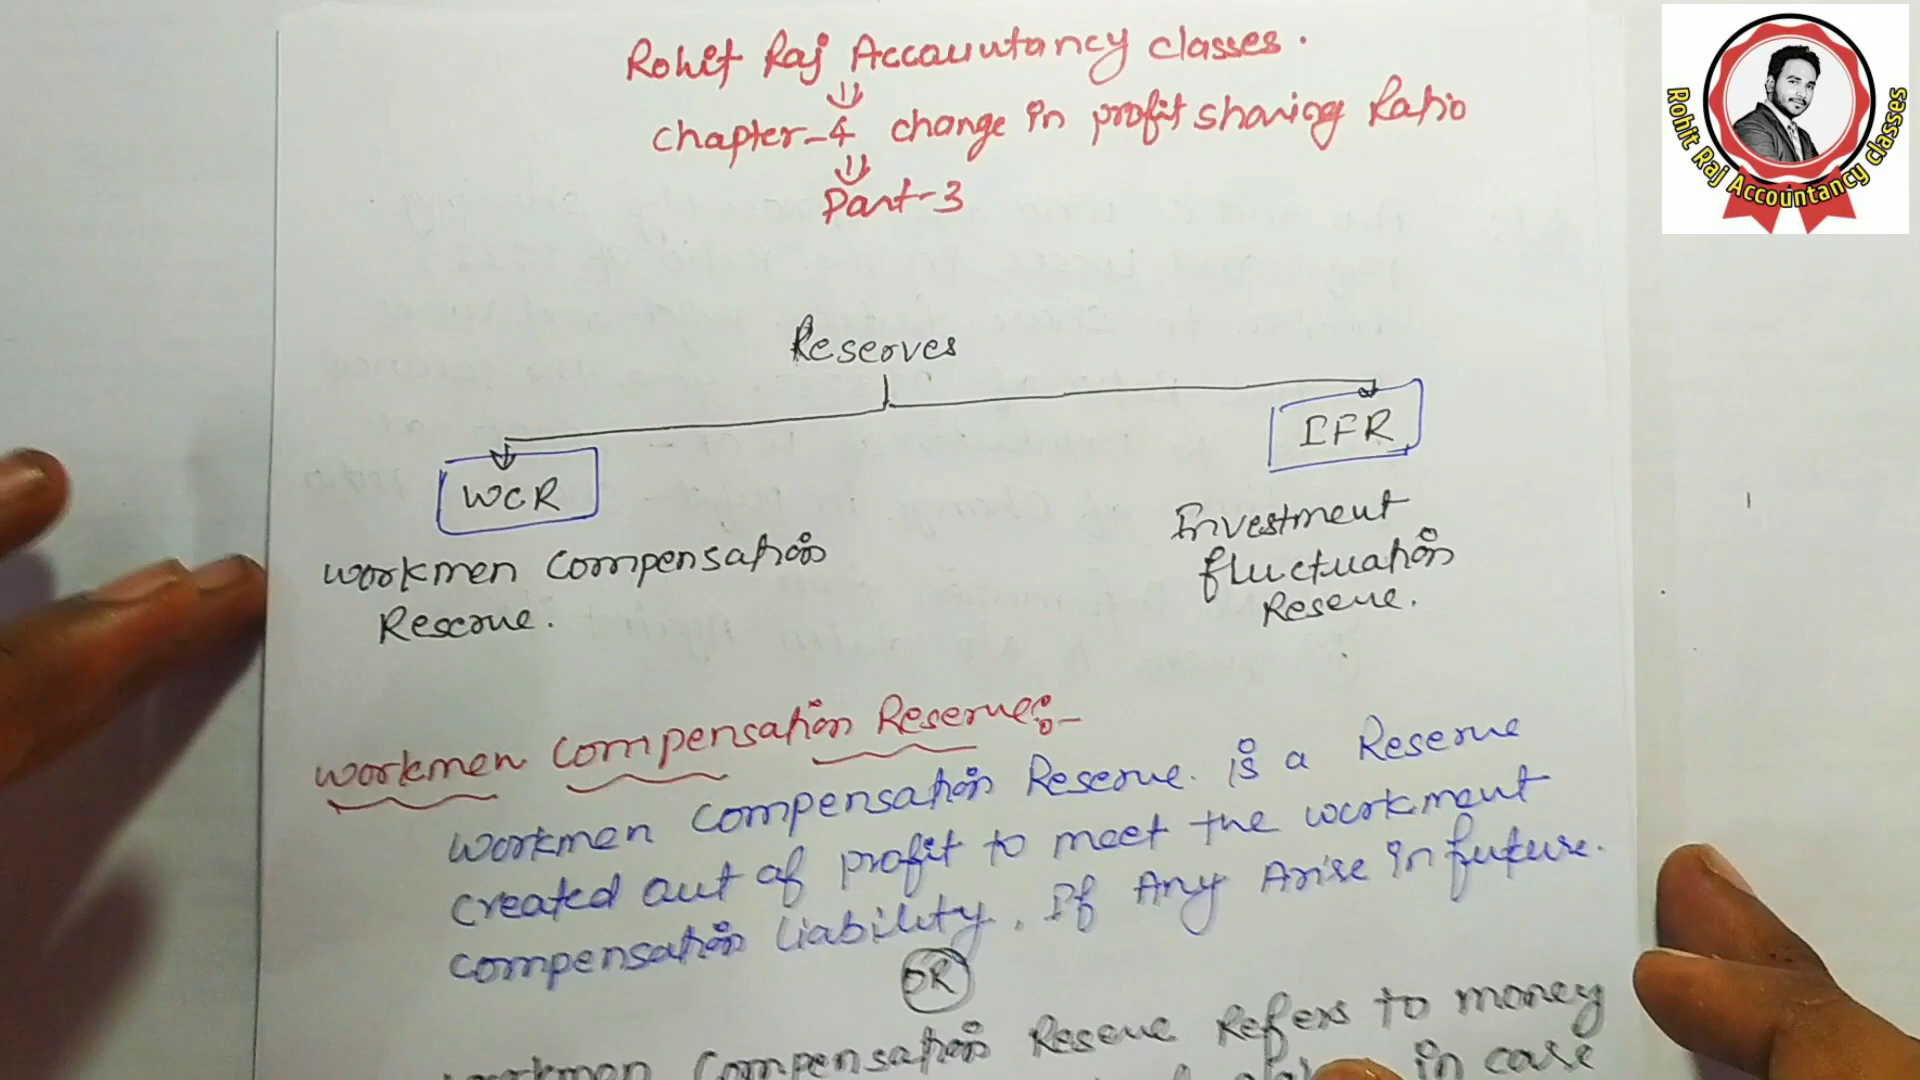 Rohit Raj Accountancy classes.
chapter-4 change in profit sharing Ratio
Part-3
Rohit Raj Accountancy classes
Reserves
WCR
IFR
Workmen Compensation
Reserve.
Investment
fluctuation
Reserve.
Workmen Compensation Reserve:-
Workmen Compensation Reserve. is a Reserve
created out of profit to meet the workment
compensation liability. If Any Arise in future.
OR
Workmen Compensation Reserve Refers to money
in case